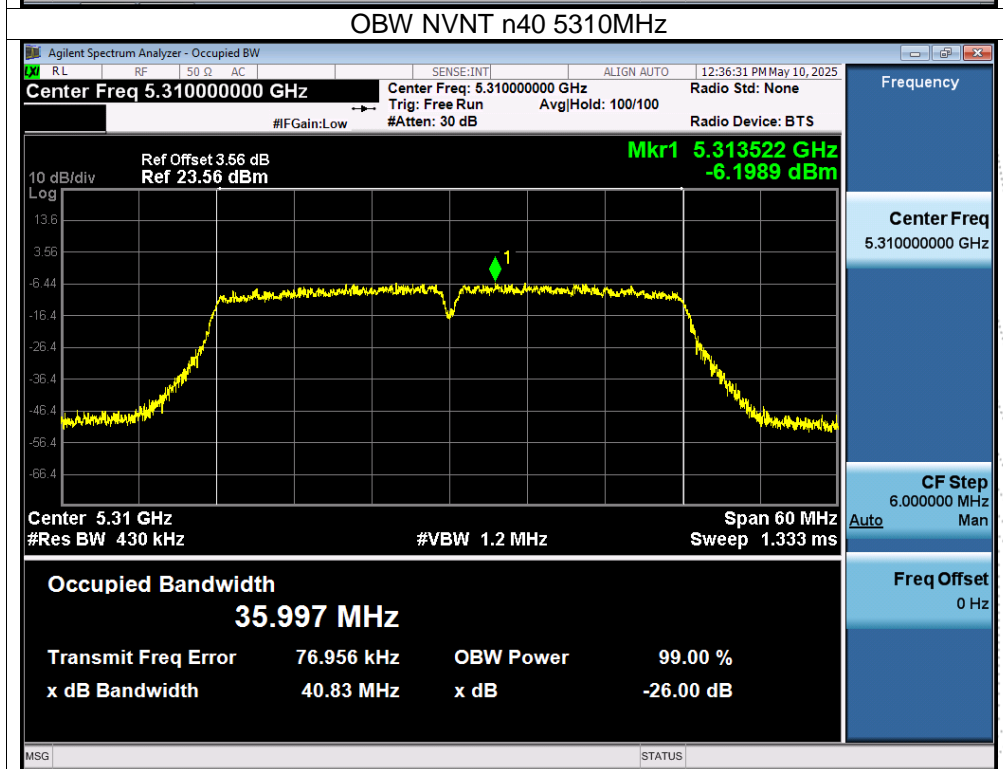 OBW NVNT n40 5310MHz
Agilent Spectrum Analyzer - Occupied BW
LXI RL RF 50 Ω AC SENSE:INT ALIGN AUTO 12:36:31 PM May 10, 2025
Center Freq 5.310000000 GHz
Center Freq: 5.310000000 GHz Radio Std: None
Trig: Free Run Avg|Hold: 100/100
#IFGain:Low #Atten: 30 dB Radio Device: BTS
Mkr1 5.313522 GHz
-6.1989 dBm
Ref Offset 3.56 dB
10 dB/div Ref 23.56 dBm
Log
13.6
3.56
-6.44
-16.4
-26.4
-36.4
-46.4
-56.4
-66.4
1
Center 5.31 GHz Span 60 MHz
#Res BW 430 kHz #VBW 1.2 MHz Sweep 1.333 ms
Occupied Bandwidth
35.997 MHz
Transmit Freq Error 76.956 kHz OBW Power 99.00 %
x dB Bandwidth 40.83 MHz x dB -26.00 dB
MSG STATUS
Frequency
Center Freq
5.310000000 GHz
CF Step
6.000000 MHz
Auto Man
Freq Offset
0 Hz